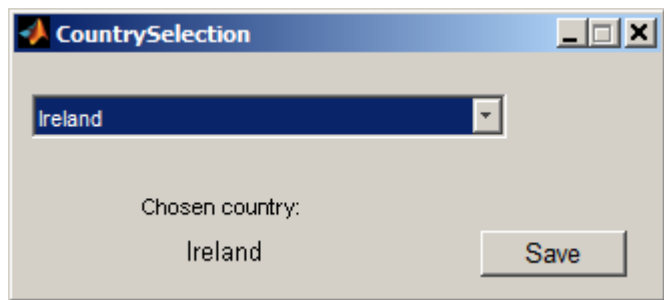 CountrySelection
Ireland
Chosen country:
Ireland
Save